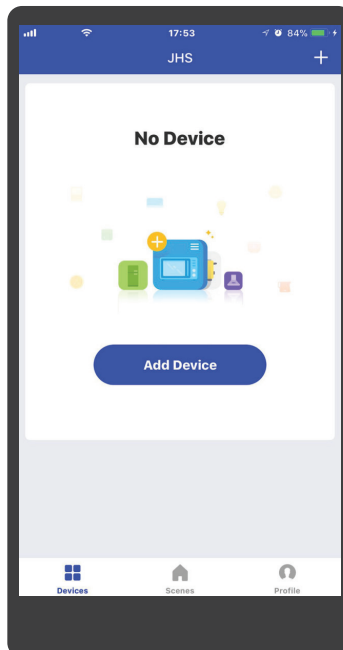 17:53
84%
JHS
No Device
Add Device
Devices
Scenes
Profile